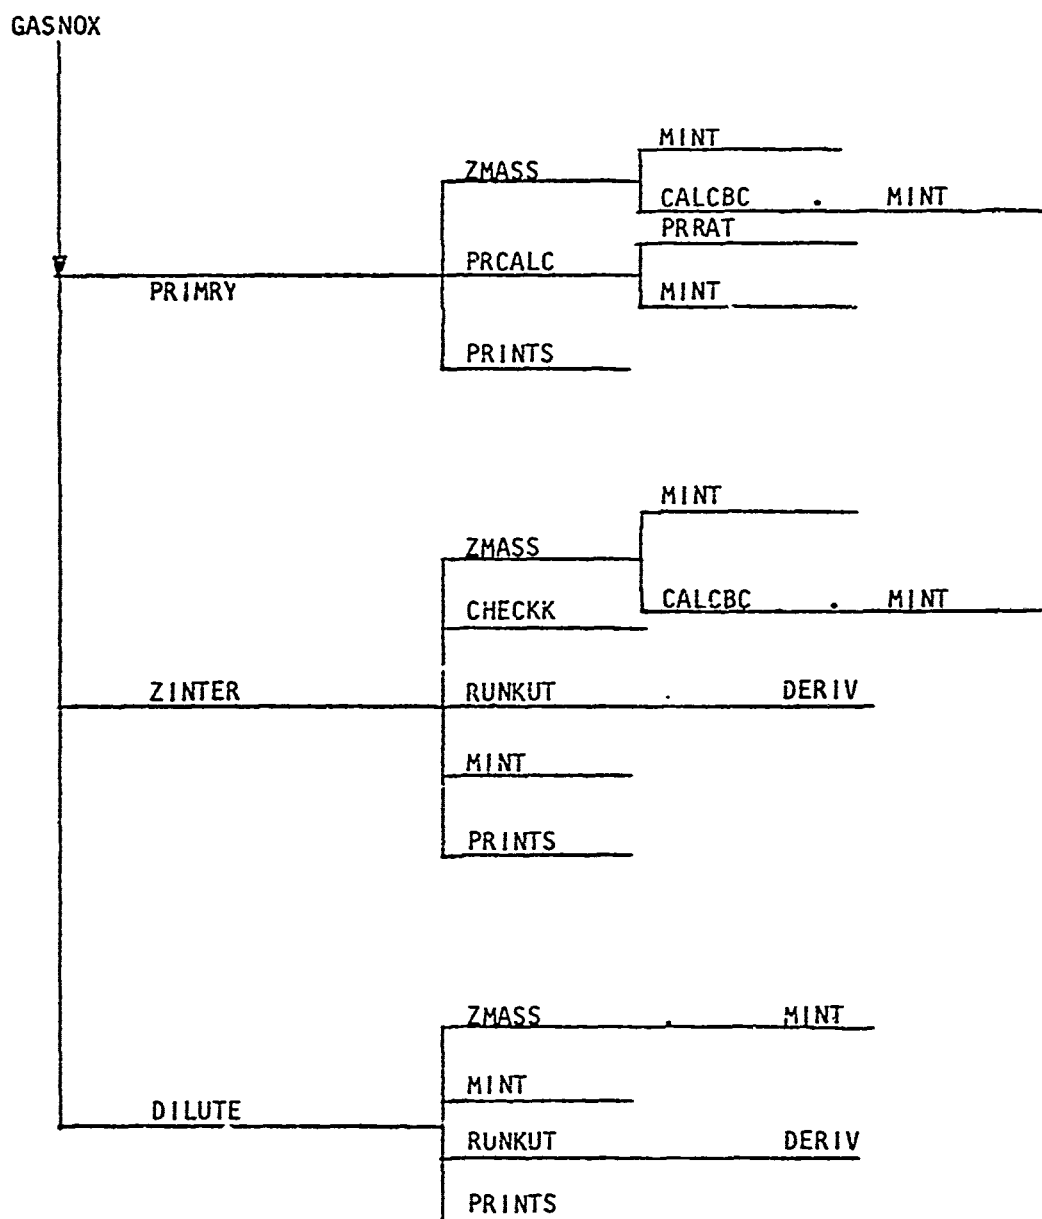 GASNOX
MINT
ZMASS
CALCBC . MINT
PRRAT
PRCALC
PRIMRY
MINT
PRINTS
MINT
ZMASS
CALCBC . MINT
CHECKK
ZINTER
RUNKUT . DERIV
MINT
PRINTS
ZMASS . MINT
MINT
DILUTE
RUNKUT DERIV
PRINTS